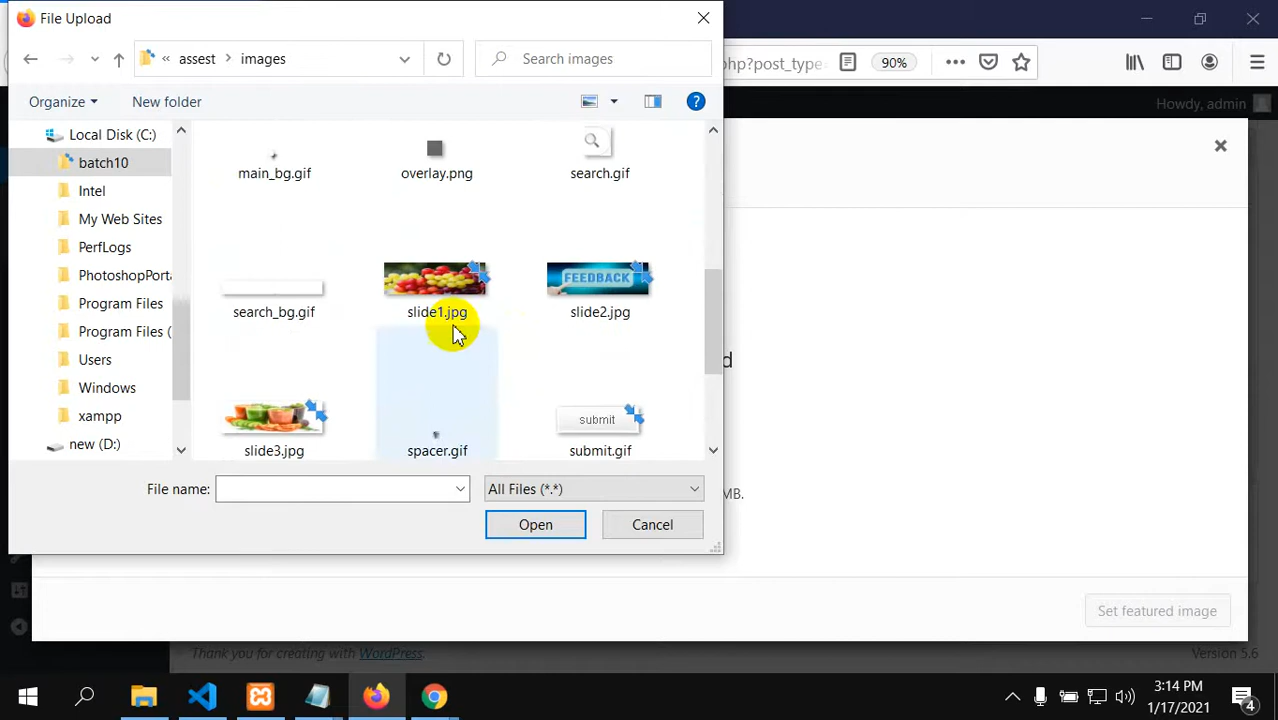 File Upload
« assest > images
Search images
php?post_type=
90%
Organize
New folder
Howdy, admin
Local Disk (C:)
batch10
Intel
My Web Sites
PerfLogs
PhotoshopPorta
Program Files
Program Files (
Users
Windows
xampp
new (D:)
main_bg.gif
overlay.png
search.gif
FEEDBACK
search_bg.gif
slide1.jpg
slide2.jpg
submit
slide3.jpg
spacer.gif
submit.gif
d
File name:
All Files (*.*)
MB.
Open
Cancel
Set featured image
Thank you for creating with WordPress.
Version 5.6
3:14 PM
1/17/2021
4